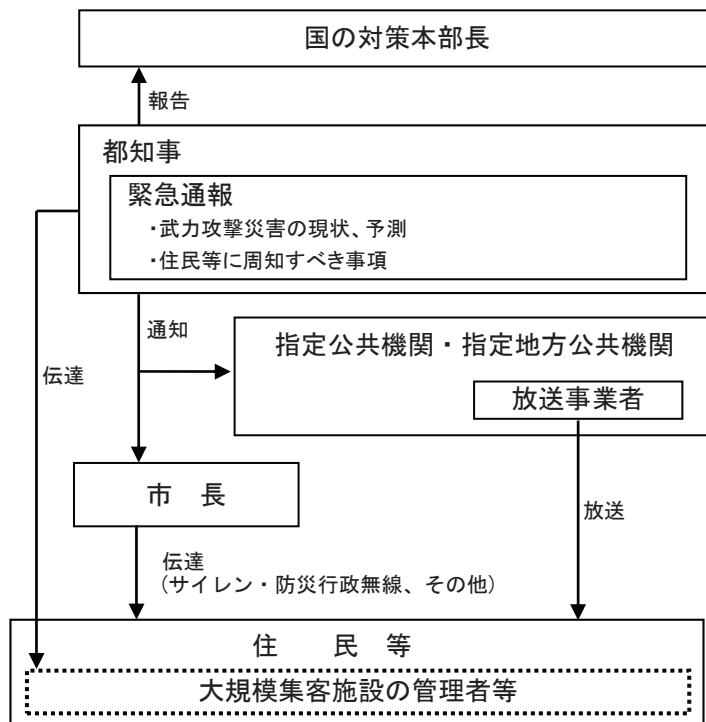 国の対策本部長
報告
都知事
緊急通報
・武力攻撃災害の現状、予測
・住民等に周知すべき事項
通知
指定公共機関・指定地方公共機関
伝達
放送事業者
市　長
放送
伝達
（サイレン・防災行政無線、その他）
住　民　等
大規模集客施設の管理者等